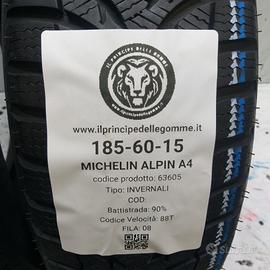 IL PRINCIPE DELLE GOMME
www.ilprincipedellegomme.it
185-60-15
MICHELIN ALPIN A4
codice prodotto: 63605
Tipo: INVERNALI
COD:
Battistrada: 90%
Codice Velocità: 88T
FILA: 08
subito